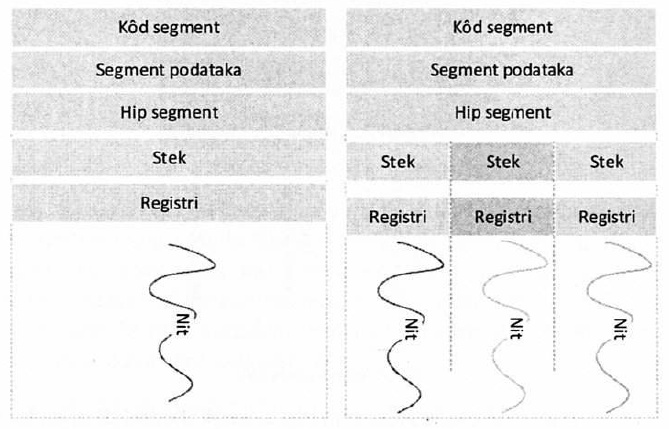 Kôd segment
Segment podataka
Hip segment
Stek
Registri
Nit
Kôd segment
Segment podataka
Hip segment
Stek Stek Stek
Registri Registri Registri
Nit Nit Nit